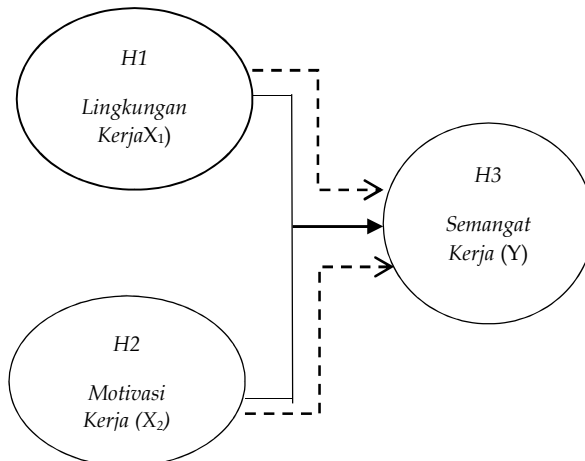 H1
Lingkungan
KerjaX₁)
H3
Semangat
Kerja (Y)
H2
Motivasi
Kerja (X₂)